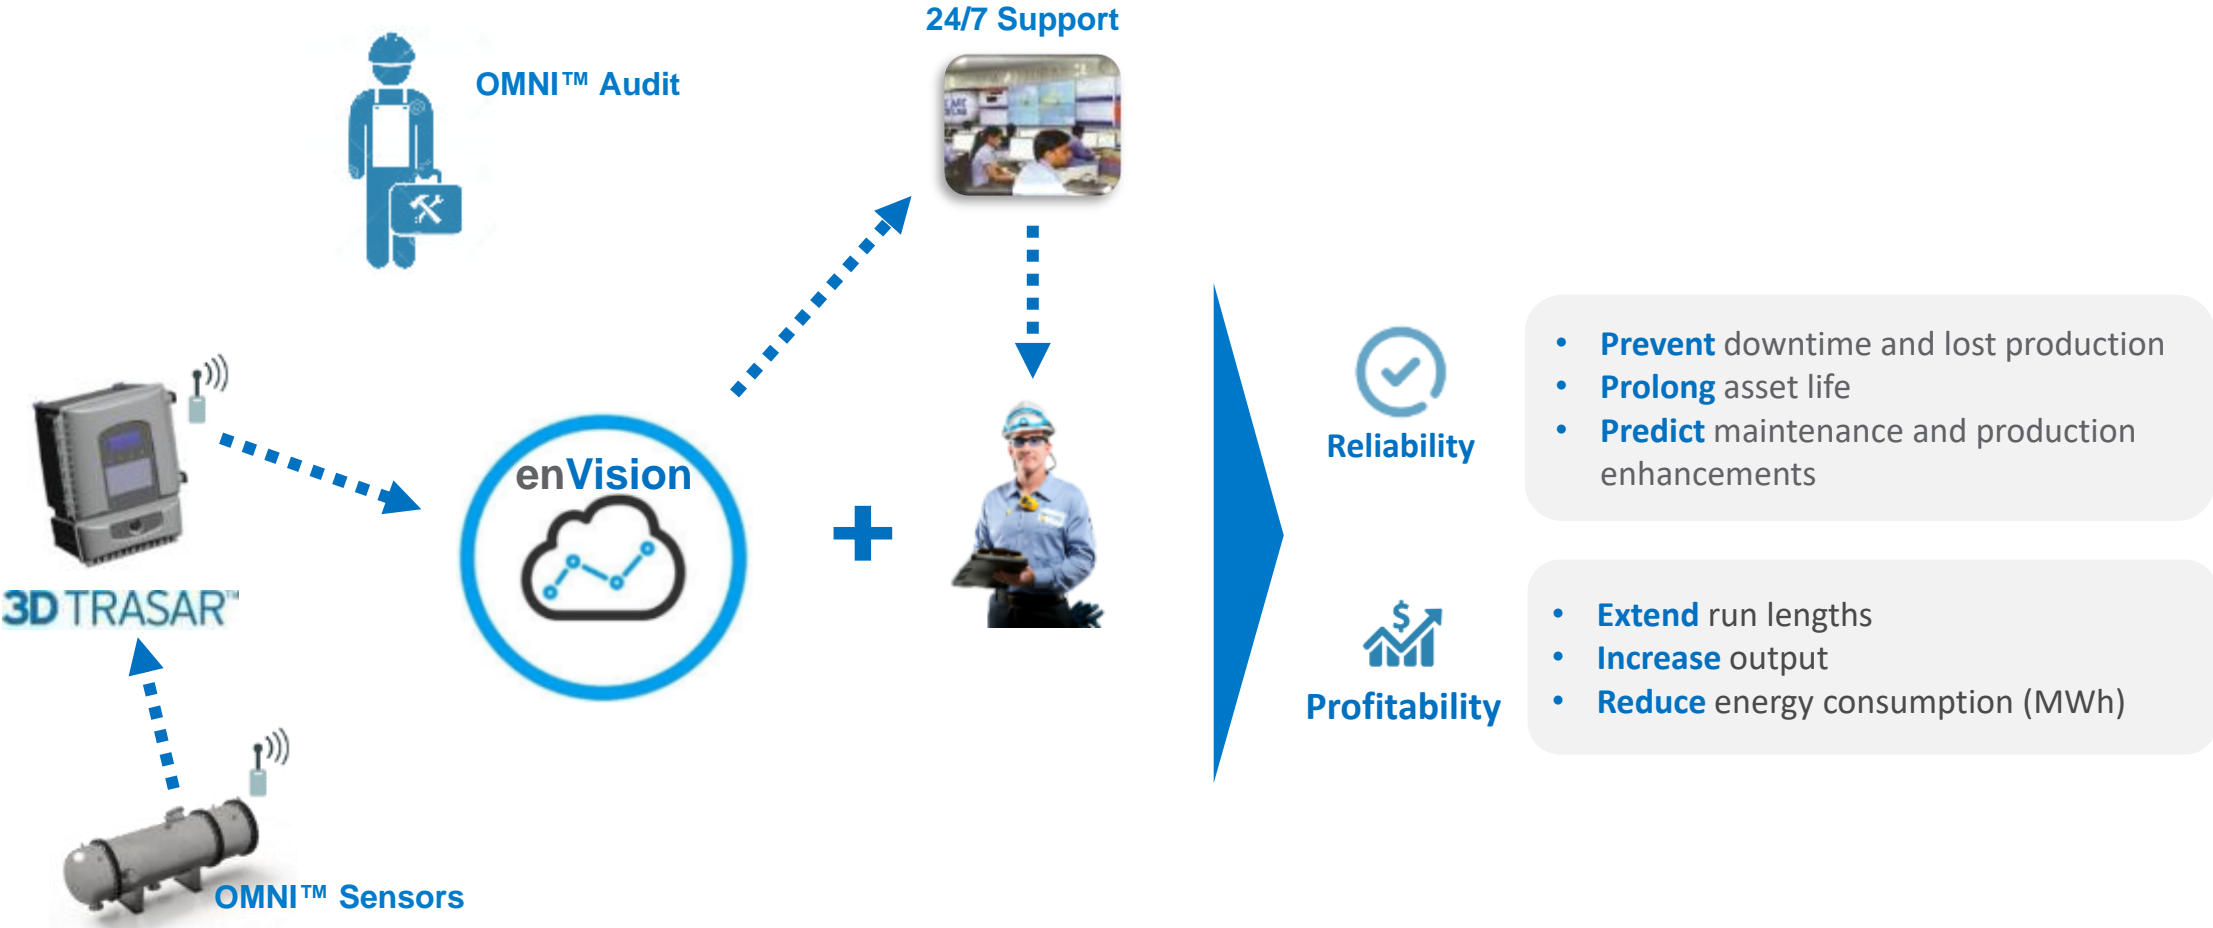 24/7 Support
OMNI™ Audit
enVision
3D TRASAR™
OMNI™ Sensors
Reliability
• Prevent downtime and lost production
• Prolong asset life
• Predict maintenance and production
enhancements
Profitability
• Extend run lengths
• Increase output
• Reduce energy consumption (MWh)